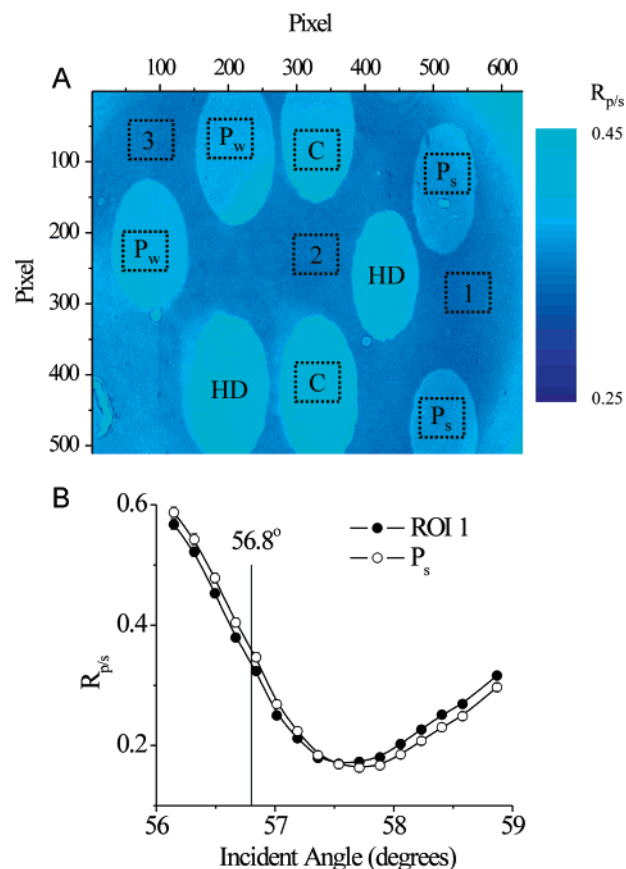 Pixel
A
100 200 300 400 500 600
R_p/s
0.45
0
3 P_w C P_s
100
200
P_w 2 HD 1
300
400
HD C P_s
500
Pixel
0.25
B
0.6
56.8°
ROI 1
P_s
0.4
R_p/s
0.2
56 57 58 59
Incident Angle (degrees)